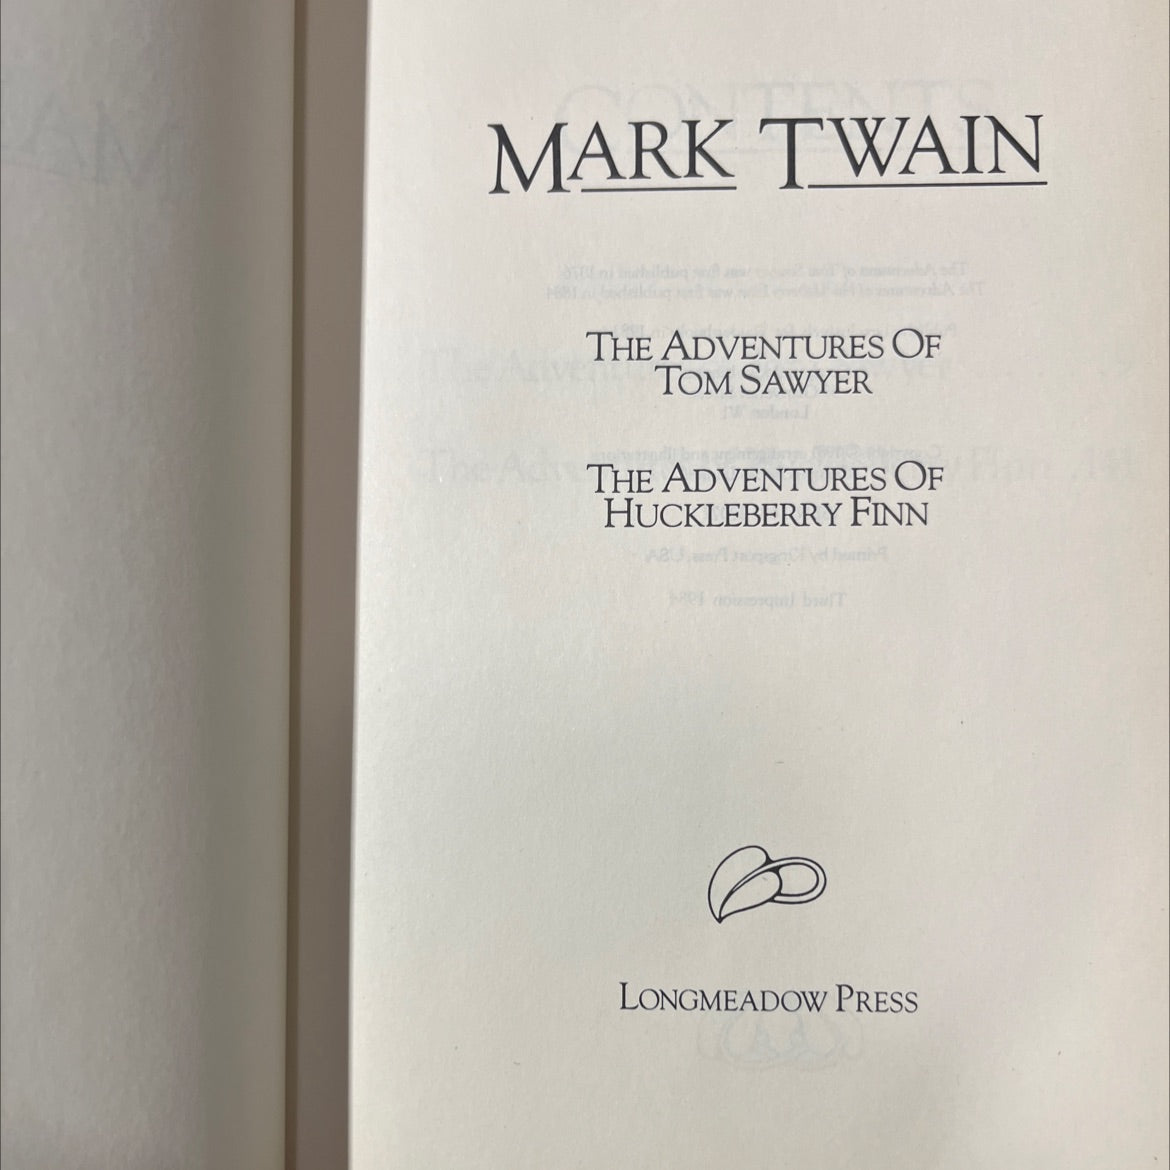 MARK TWAIN
THE ADVENTURES OF
TOM SAWYER
THE ADVENTURES OF
HUCKLEBERRY FINN
LONGMEADOW PRESS